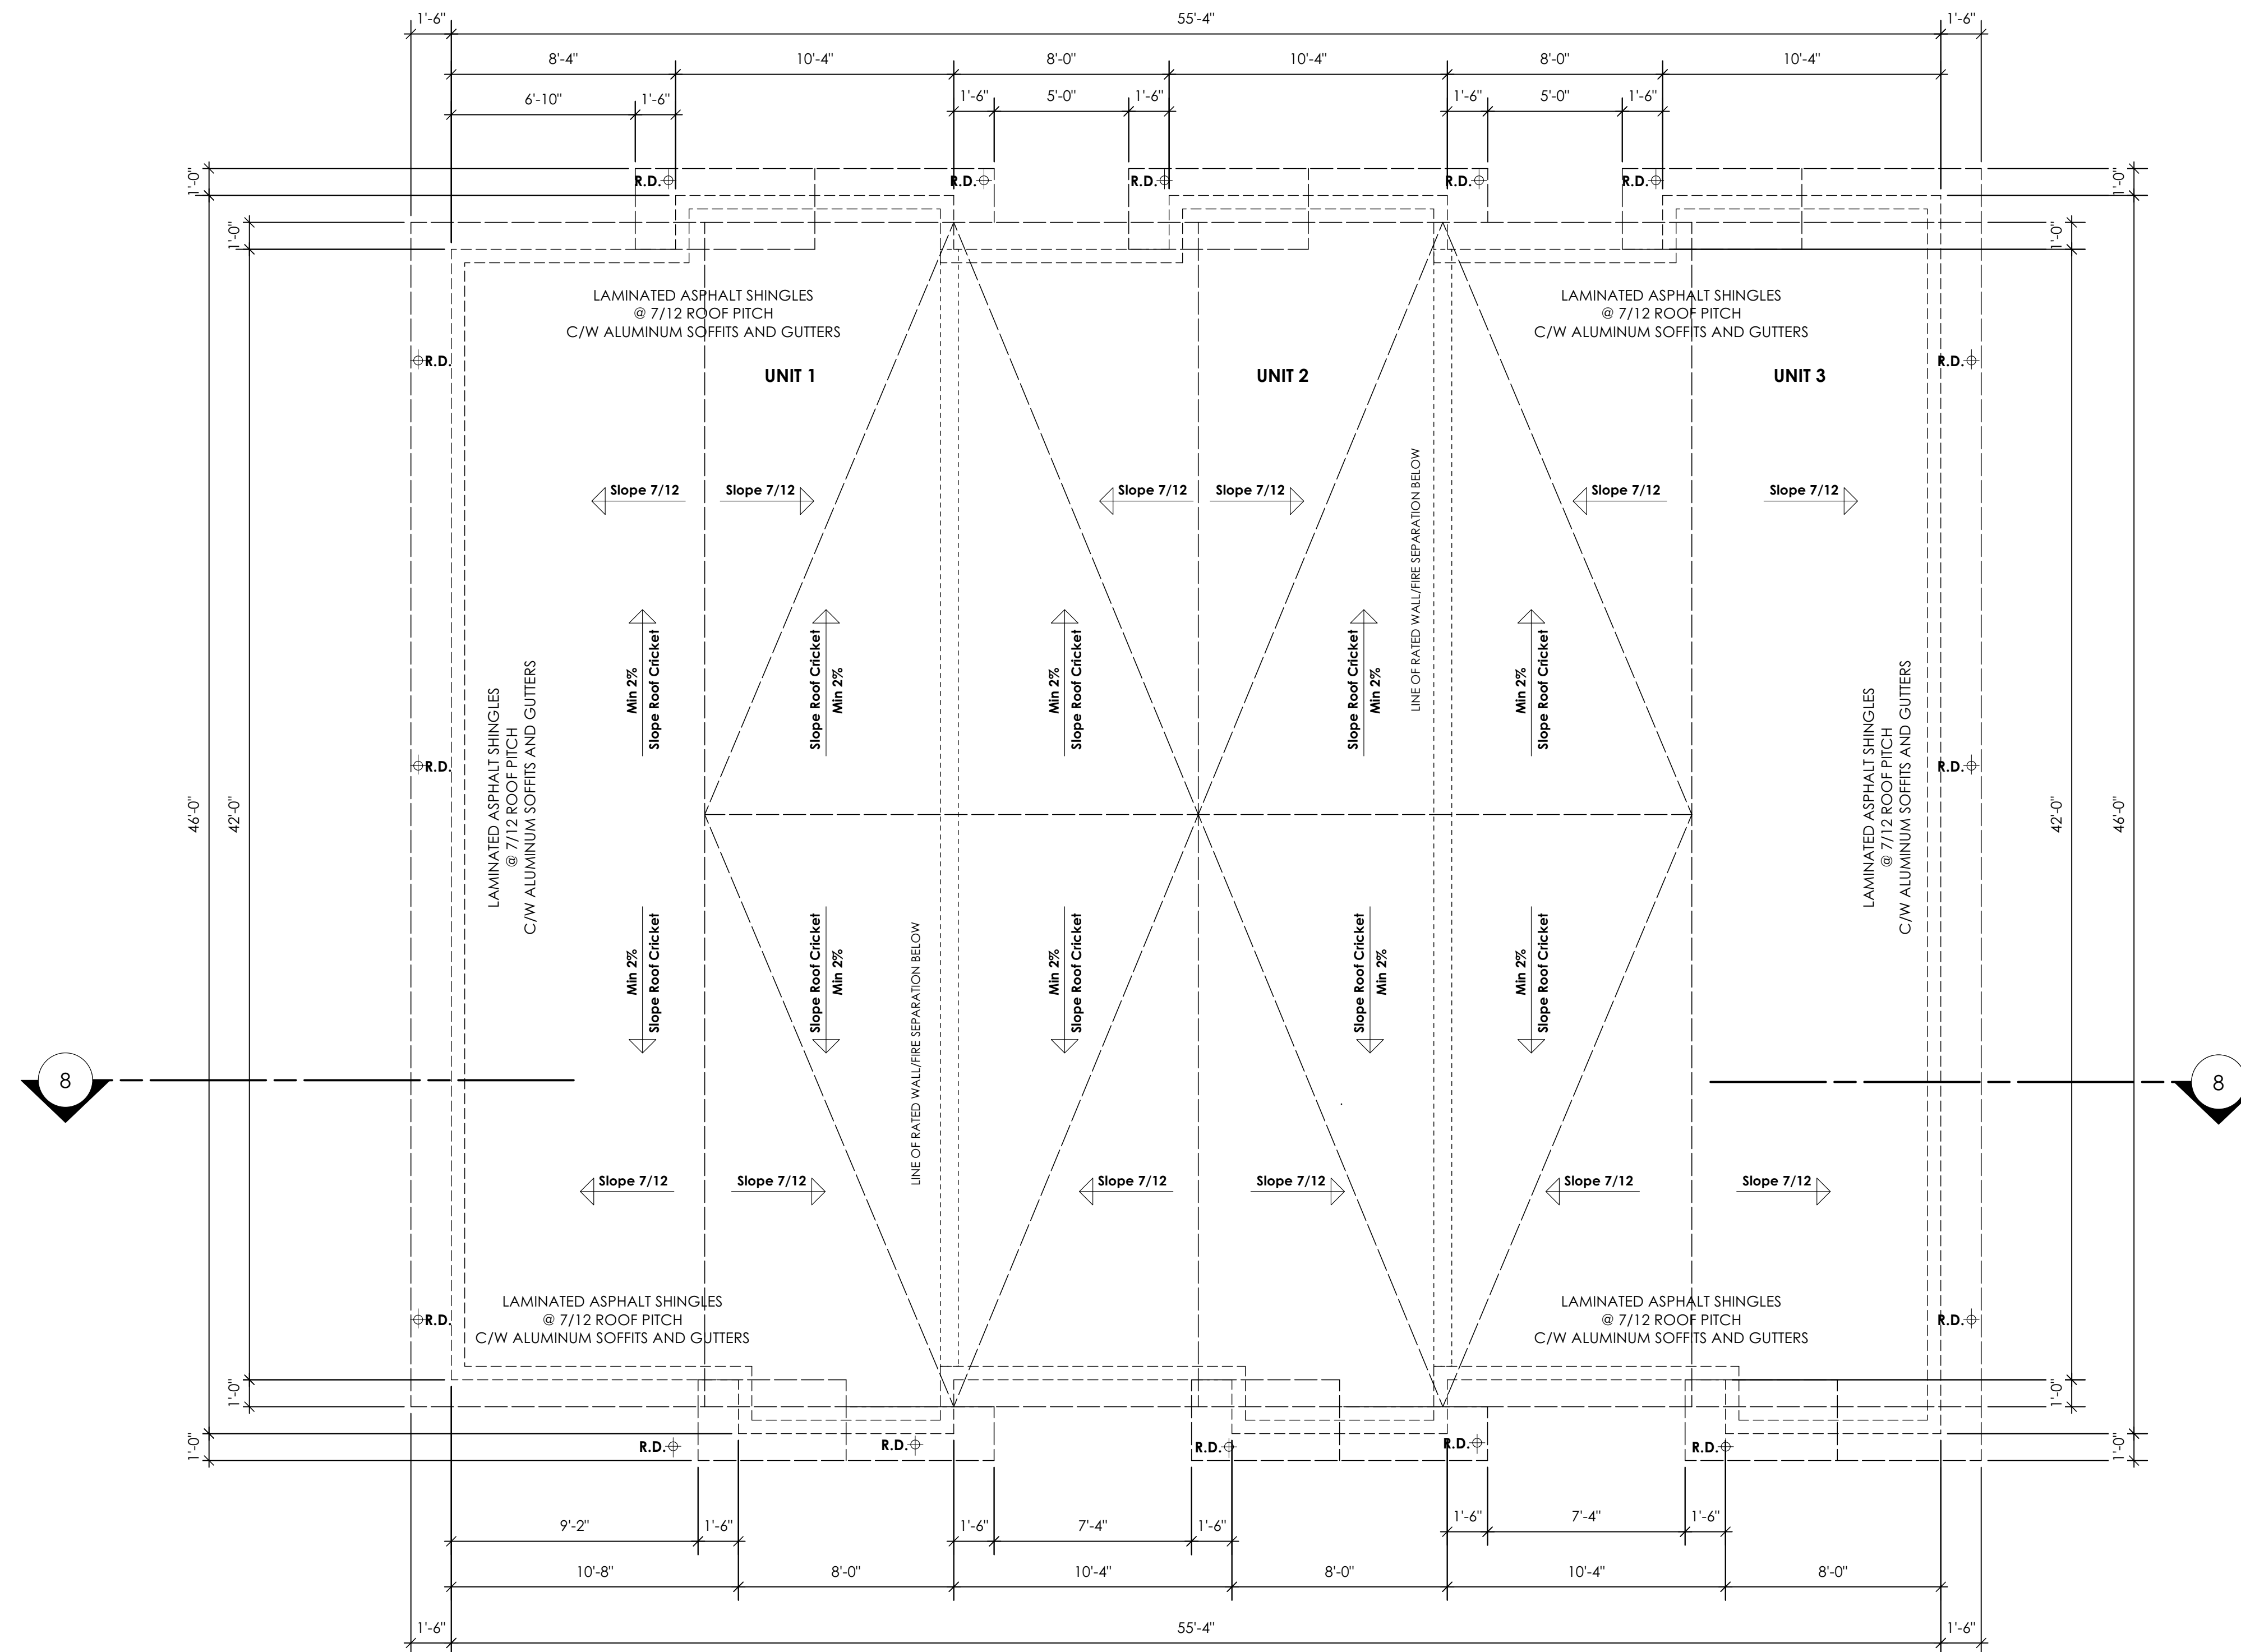 1'-6"
55'-4"
1'-6"
8'-4"
10'-4"
8'-0"
10'-4"
8'-0"
10'-4"
6'-10"
1'-6"
1'-6"
5'-0"
1'-6"
1'-6"
5'-0"
1'-6"
1'-0"
R.D.
R.D.
R.D.
R.D.
R.D.
1'-0"
1'-0"
1'-0"
LAMINATED ASPHALT SHINGLES
@ 7/12 ROOF PITCH
C/W ALUMINUM SOFFITS AND GUTTERS
LAMINATED ASPHALT SHINGLES
@ 7/12 ROOF PITCH
C/W ALUMINUM SOFFITS AND GUTTERS
R.D.
R.D.
UNIT 1
UNIT 2
UNIT 3
Slope 7/12
Slope 7/12
Slope 7/12
Slope 7/12
Slope 7/12
Slope 7/12
LINE OF RATED WALL/FIRE SEPARATION BELOW
Min 2%
Slope Roof Cricket
Slope Roof Cricket
Min 2%
Min 2%
Slope Roof Cricket
Slope Roof Cricket
Min 2%
Min 2%
Slope Roof Cricket
LAMINATED ASPHALT SHINGLES
@ 7/12 ROOF PITCH
C/W ALUMINUM SOFFITS AND GUTTERS
LAMINATED ASPHALT SHINGLES
@ 7/12 ROOF PITCH
C/W ALUMINUM SOFFITS AND GUTTERS
R.D.
R.D.
46'-0"
42'-0"
42'-0"
46'-0"
Min 2%
Slope Roof Cricket
Slope Roof Cricket
Min 2%
Min 2%
Slope Roof Cricket
Slope Roof Cricket
Min 2%
Min 2%
Slope Roof Cricket
LINE OF RATED WALL/FIRE SEPARATION BELOW
8
8
Slope 7/12
Slope 7/12
Slope 7/12
Slope 7/12
Slope 7/12
Slope 7/12
LAMINATED ASPHALT SHINGLES
@ 7/12 ROOF PITCH
C/W ALUMINUM SOFFITS AND GUTTERS
LAMINATED ASPHALT SHINGLES
@ 7/12 ROOF PITCH
C/W ALUMINUM SOFFITS AND GUTTERS
R.D.
R.D.
1'-0"
1'-0"
1'-0"
1'-0"
R.D.
R.D.
R.D.
R.D.
R.D.
9'-2"
1'-6"
1'-6"
7'-4"
1'-6"
1'-6"
7'-4"
1'-6"
10'-8"
8'-0"
10'-4"
8'-0"
10'-4"
8'-0"
1'-6"
55'-4"
1'-6"